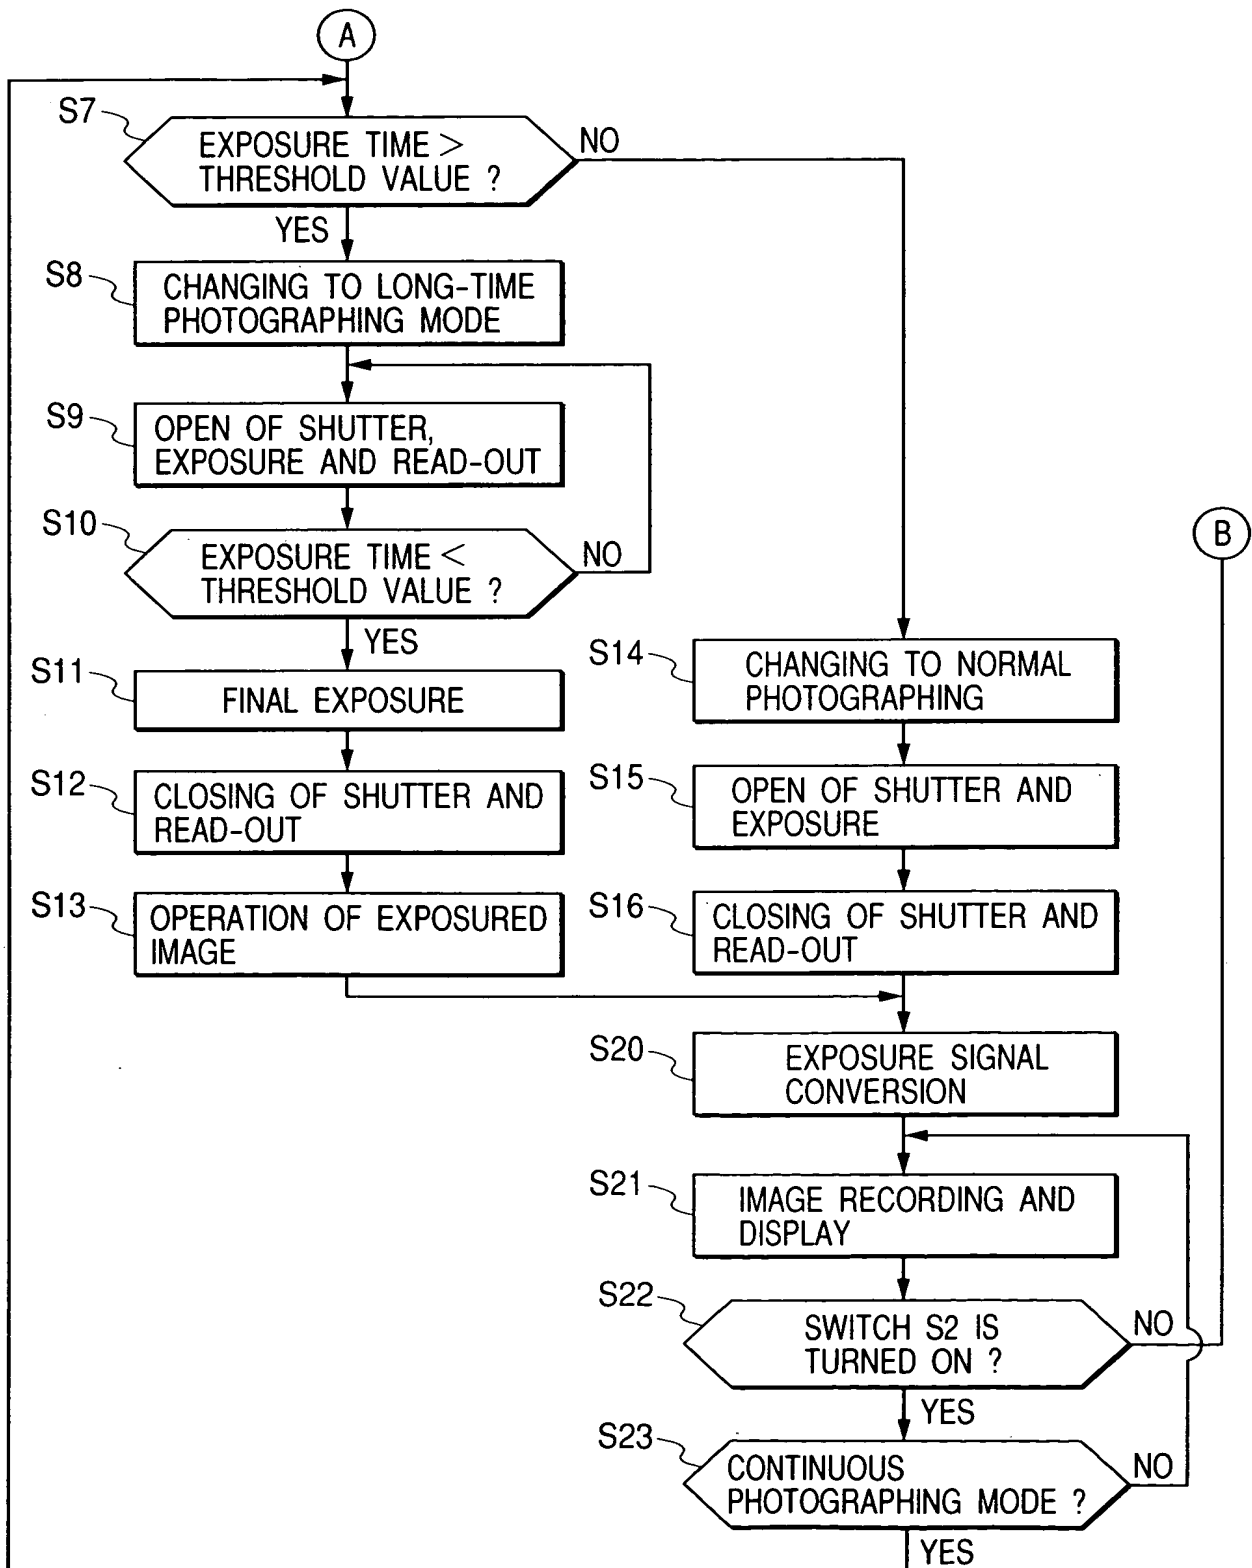 A
S7
EXPOSURE TIME >
THRESHOLD VALUE ?
NO
YES
S8
CHANGING TO LONG-TIME
PHOTOGRAPHING MODE
S9
OPEN OF SHUTTER,
EXPOSURE AND READ-OUT
S10
EXPOSURE TIME <
THRESHOLD VALUE ?
NO
YES
S11
FINAL EXPOSURE
S12
CLOSING OF SHUTTER AND
READ-OUT
S13
OPERATION OF EXPOSURED
IMAGE
B
S14
CHANGING TO NORMAL
PHOTOGRAPHING
S15
OPEN OF SHUTTER AND
EXPOSURE
S16
CLOSING OF SHUTTER AND
READ-OUT
S20
EXPOSURE SIGNAL
CONVERSION
S21
IMAGE RECORDING AND
DISPLAY
S22
SWITCH S2 IS
TURNED ON ?
NO
YES
S23
CONTINUOUS
PHOTOGRAPHING MODE ?
NO
YES